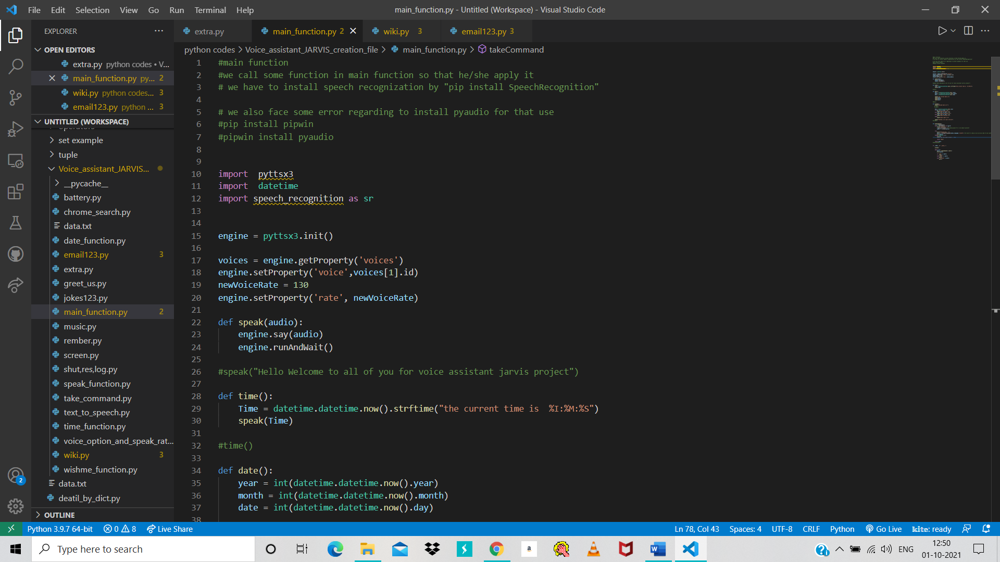 File Edit Selection View Go Run Terminal Help
main_function.py - Untitled (Workspace) - Visual Studio Code
EXPLORER
extra.py
main_function.py 2
wiki.py 3
email123.py 3
OPEN EDITORS
extra.py python codes • V...
main_function.py py... 2
wiki.py python codes... 3
email123.py python ... 3
UNTITLED (WORKSPACE)
operators
set example
tuple
Voice_assistant_JARVIS...
__pycache__
battery.py
chrome_search.py
data.txt
date_function.py
email123.py 3
extra.py
greet_us.py
jokes123.py
main_function.py 2
music.py
rember.py
screen.py
shut,res,log.py
speak_function.py
take_command.py
text_to_speech.py
time_function.py
voice_option_and_speak_rat...
wiki.py 3
wishme_function.py
data.txt
deatil_by_dict.py
OUTLINE
2
python codes > Voice_assistant_JARVIS_creation_file > main_function.py > takeCommand
1 #main function
2 #we call some function in main function so that he/she apply it
3 # we have to install speech recognization by "pip install SpeechRecognition"
4
5 # we also face some error regarding to install pyaudio for that use
6 #pip install pipwin
7 #pipwin install pyaudio
8
9
10 import  pyttsx3
11 import  datetime
12 import speech_recognition as sr
13
14
15 engine = pyttsx3.init()
16
17 voices = engine.getProperty('voices')
18 engine.setProperty('voice',voices[1].id)
19 newVoiceRate = 130
20 engine.setProperty('rate', newVoiceRate)
21
22 def speak(audio):
23     engine.say(audio)
24     engine.runAndWait()
25
26 #speak("Hello Welcome to all of you for voice assistant jarvis project")
27
28 def time():
29     Time = datetime.datetime.now().strftime("the current time is  %I:%M:%S")
30     speak(Time)
31
32 #time()
33
34 def date():
35     year = int(datetime.datetime.now().year)
36     month = int(datetime.datetime.now().month)
37     date = int(datetime.datetime.now().day)
38
Python 3.9.7 64-bit 0 8 Live Share
Ln 78, Col 43 Spaces: 4 UTF-8 CRLF Python Go Live kite: ready
Type here to search
a
ENG
12:50
01-10-2021